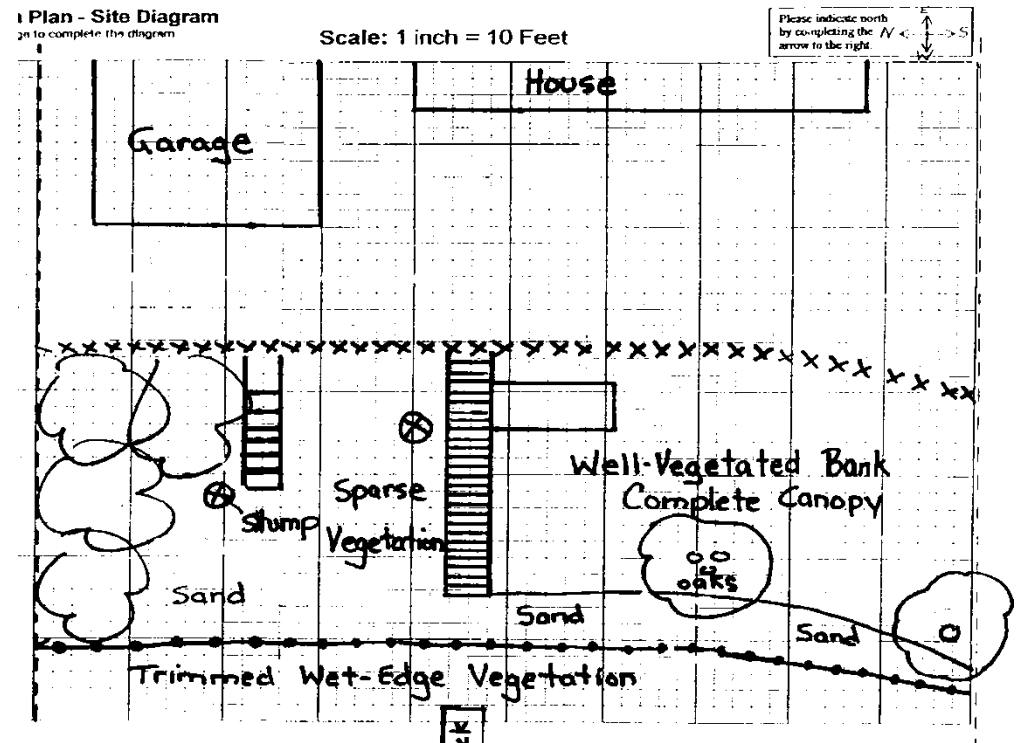 Plan - Site Diagram
to complete the diagram
Scale: 1 inch = 10 Feet
Please indicate north
by completing the
arrow to the right.
E
N
S
W
House
Garage
Well-Vegetated Bank
Complete Canopy
Sparse
Vegetation
Stump
oaks
Sand
Sand
Sand
Trimmed Wet-Edge Vegetation